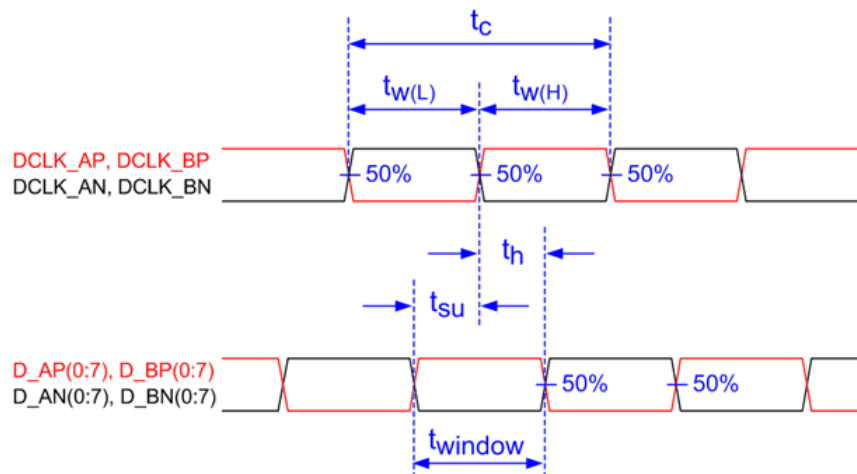 tc
tw(L) tw(H)
DCLK_AP, DCLK_BP
DCLK_AN, DCLK_BN
50% 50% 50%
th
tsu
D_AP(0:7), D_BP(0:7)
D_AN(0:7), D_BN(0:7)
50% 50%
twindow